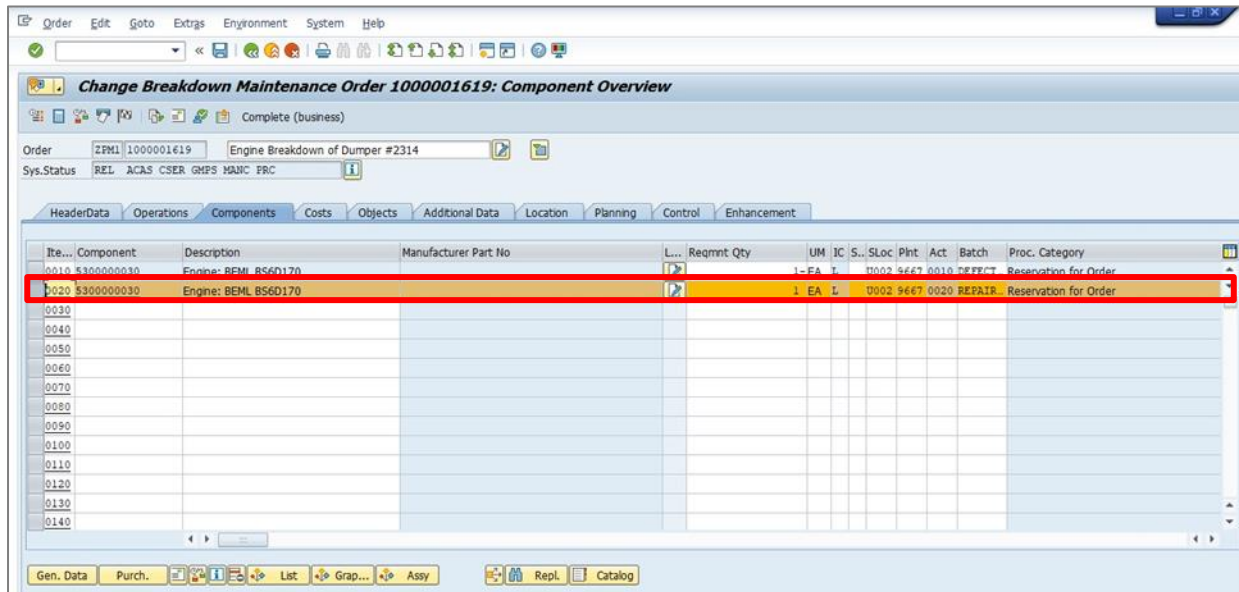 Order Edit Goto Extras Environment System Help
Change Breakdown Maintenance Order 1000001619: Component Overview
Complete (business)
Order ZPM1 1000001619 Engine Breakdown of Dumper #2314
Sys.Status REL ACAS CSER GMPS MANC PRC
HeaderData Operations Components Costs Objects Additional Data Location Planning Control Enhancement
Ite... Component Description Manufacturer Part No L... Reqmnt Qty UM IC S.. SLoc Plnt Act Batch Proc. Category
0010 5300000030 Engine: BEML BS6D170 1- EA L U002 9667 0010 DEFECT Reservation for Order
0020 5300000030 Engine: BEML BS6D170 1 EA L U002 9667 0020 REPAIR… Reservation for Order
0030
0040
0050
0060
0070
0080
0090
0100
0110
0120
0130
0140
Gen. Data Purch. List Grap... Assy Repl. Catalog